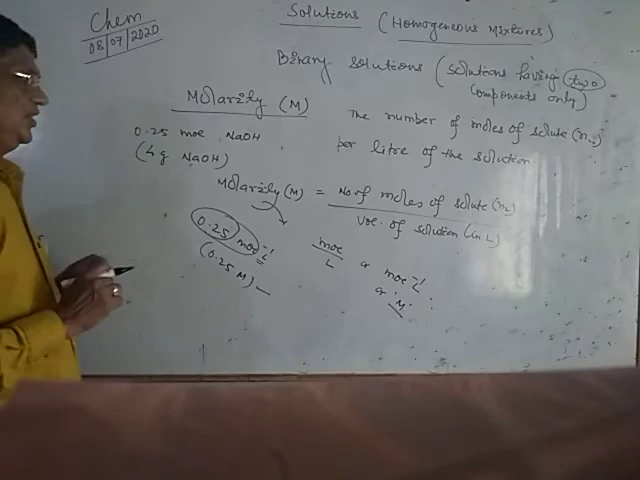 Chem
08/07/2020
Solutions (Homogeneous Mixtures)
Binary solutions (solutions having two
components only)
Molarity (M)
The number of moles of solute (n₂)
per litre of the solution
0.25 mol NaOH
(4 g NaOH)
Molarity (M) = No of moles of solute (n₂)
Vol. of solution (in L)
0.25 mol L⁻¹
(0.25 M)
mol
L
or mol L⁻¹
or 'M'